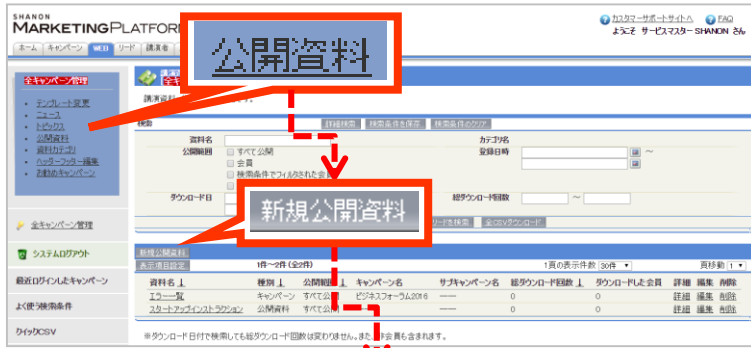 SHANON
MARKETINGPLATFOR
カスタマーサポートサイトへ FAQ
ようこそ サービスマスター SHANON さん
ホーム キャンペーン WEB リード 講演者
公開資料
全キャンペーン管理
テンプレート変更
ニュース
トピックス
公開資料
資料カテゴリ
ヘッダーフッター編集
お勧めキャンペーン
全キャンペーン管理
システムログアウト
最近ログインしたキャンペーン
よく使う検索条件
クイックCSV
検索
詳細検索 検索条件を保存 検索条件のクリア
資料名 カテゴリ名
公開範囲 すべて公開 登録日時 ~
会員
検索条件でフィルタされた会員
ダウンロード日 総ダウンロード回数 ~
新規公開資料
ードを検索 全CSVダウンロード
新規公開資料
表示項目設定 1件~2件(全2件) 1頁の表示件数 30件 頁移動 1
資料名 種別 公開範囲 キャンペーン名 サブキャンペーン名 総ダウンロード回数 ダウンロードした会員 詳細 編集 削除
エラー一覧 キャンペーン すべて公開 ビジネスフォーラム2016 ---- 0 0 詳細 編集 削除
スタートアップインストラクション 公開資料 すべて公開 ---- ---- 0 0 詳細 編集 削除
※ダウンロード日付で検索しても総ダウンロード回数は変わりません。また、 会員も含まれます。